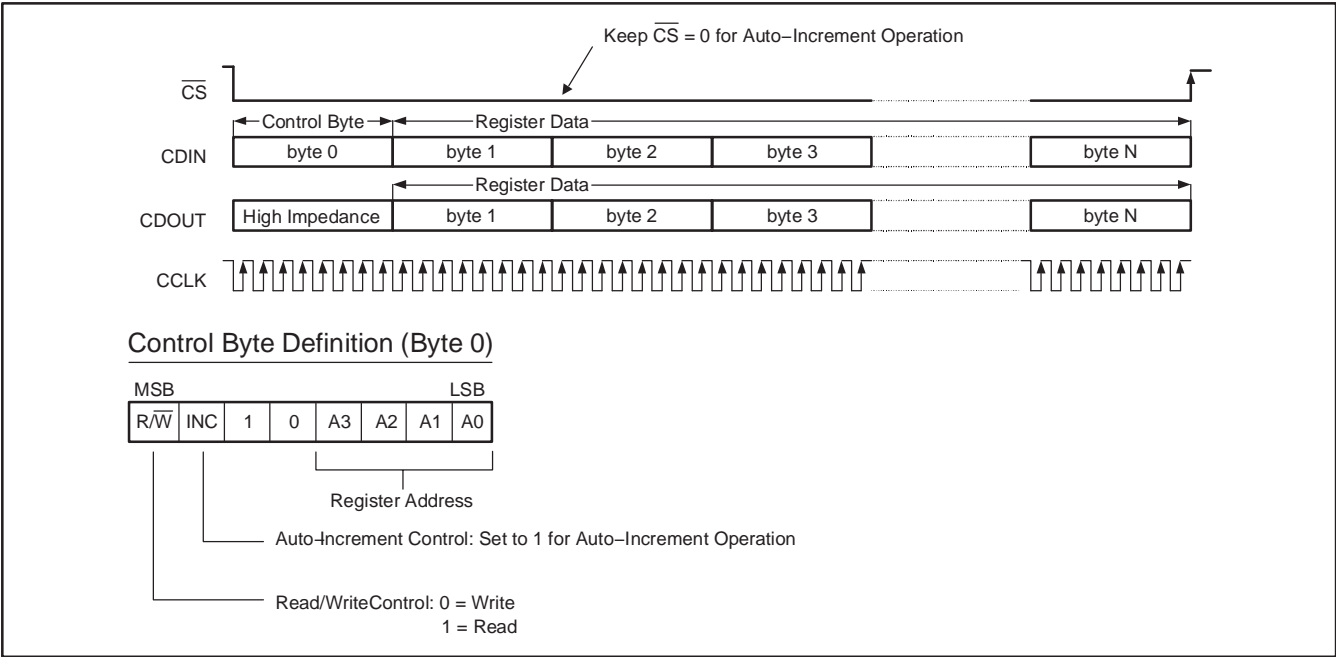 Keep C̅S̅ = 0 for Auto−Increment Operation
C̅S̅
Control Byte Register Data
CDIN byte 0 byte 1 byte 2 byte 3 byte N
Register Data
CDOUT High Impedance byte 1 byte 2 byte 3 byte N
CCLK
Control Byte Definition (Byte 0)
MSB LSB
R/W̅ INC 1 0 A3 A2 A1 A0
Register Address
Auto−Increment Control: Set to 1 for Auto−Increment Operation
Read/WriteControl: 0 = Write
1 = Read